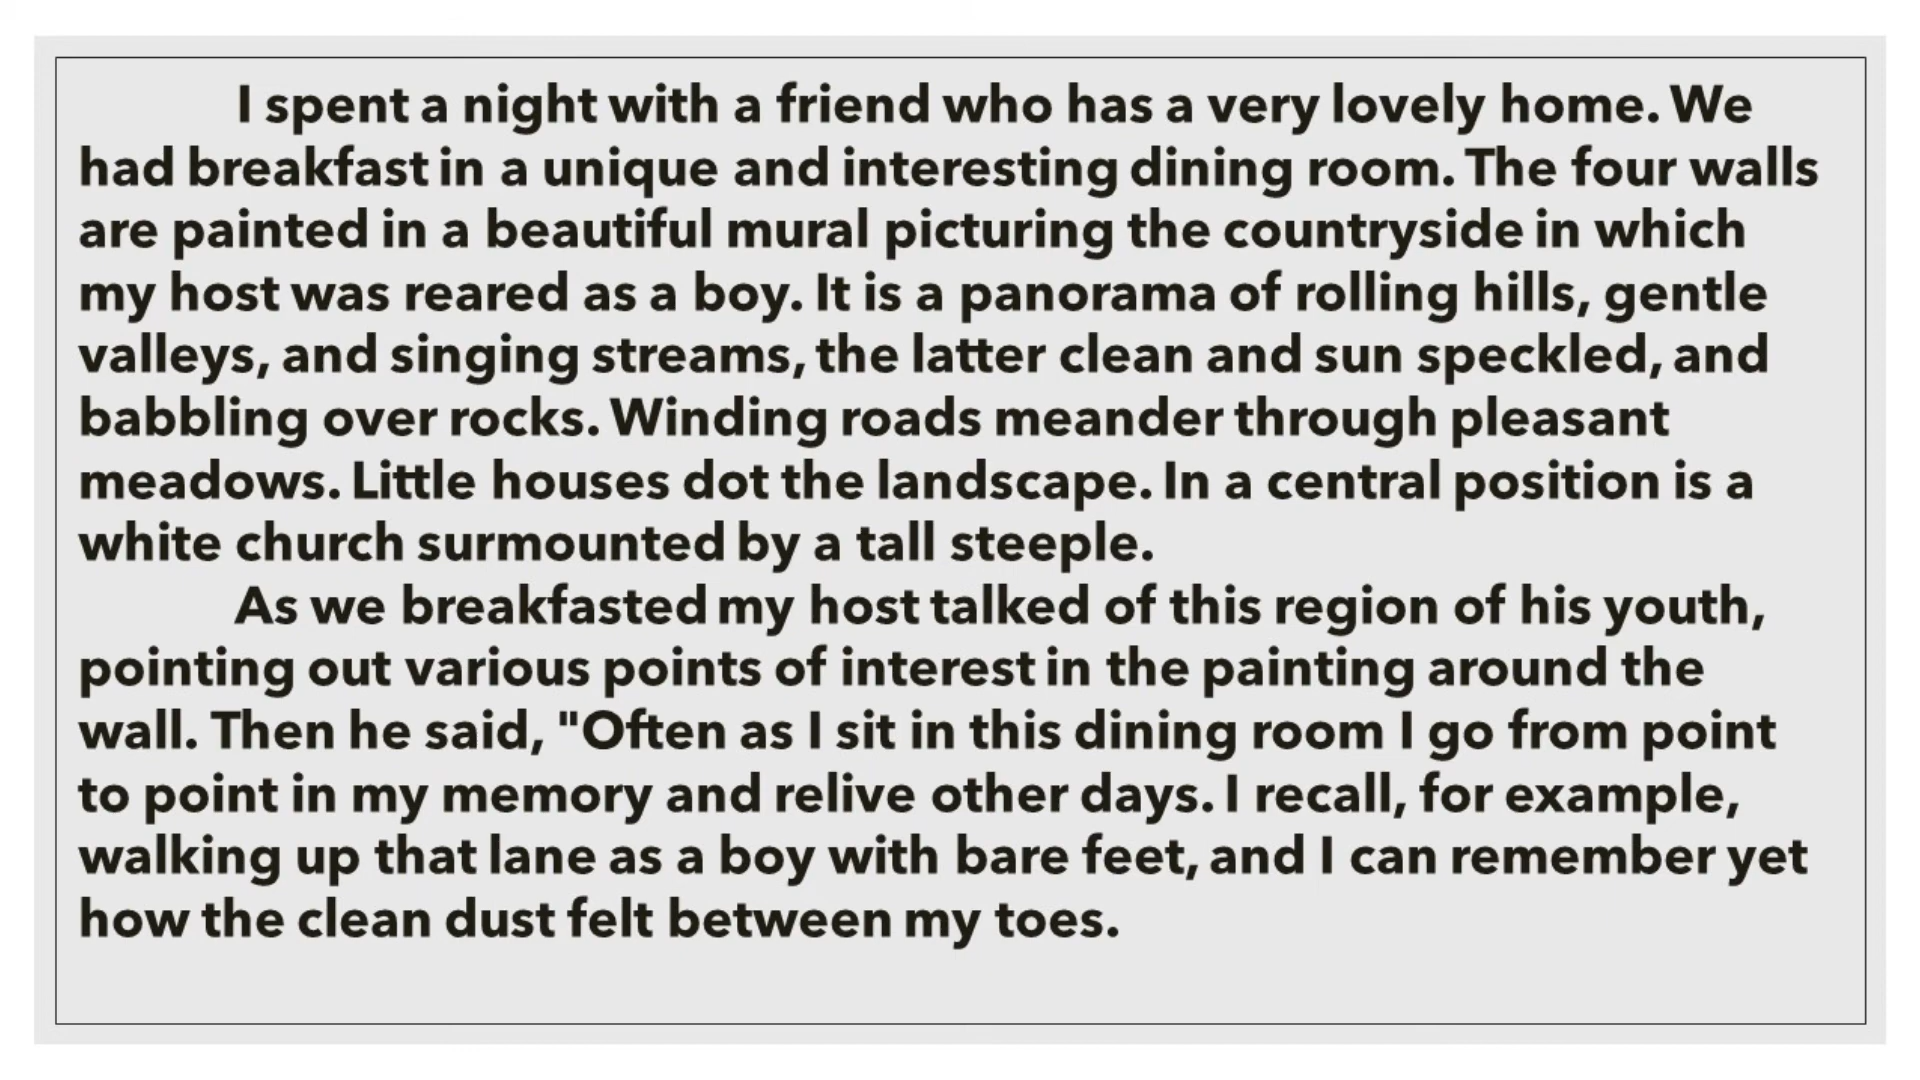 I spent a night with a friend who has a very lovely home. We
had breakfast in a unique and interesting dining room. The four walls
are painted in a beautiful mural picturing the countryside in which
my host was reared as a boy. It is a panorama of rolling hills, gentle
valleys, and singing streams, the latter clean and sun speckled, and
babbling over rocks. Winding roads meander through pleasant
meadows. Little houses dot the landscape. In a central position is a
white church surmounted by a tall steeple.
As we breakfasted my host talked of this region of his youth,
pointing out various points of interest in the painting around the
wall. Then he said, "Often as I sit in this dining room I go from point
to point in my memory and relive other days. I recall, for example,
walking up that lane as a boy with bare feet, and I can remember yet
how the clean dust felt between my toes.